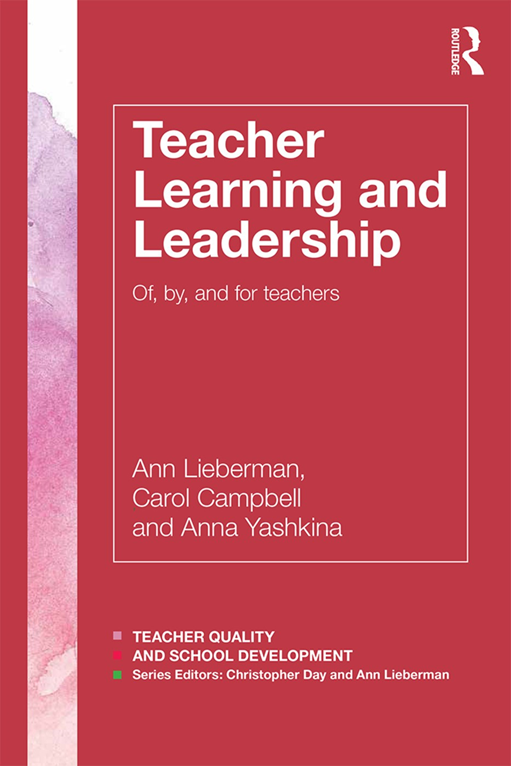 ROUTLEDGE
Teacher
Learning and
Leadership
Of, by, and for teachers
Ann Lieberman,
Carol Campbell
and Anna Yashkina
TEACHER QUALITY
AND SCHOOL DEVELOPMENT
Series Editors: Christopher Day and Ann Lieberman